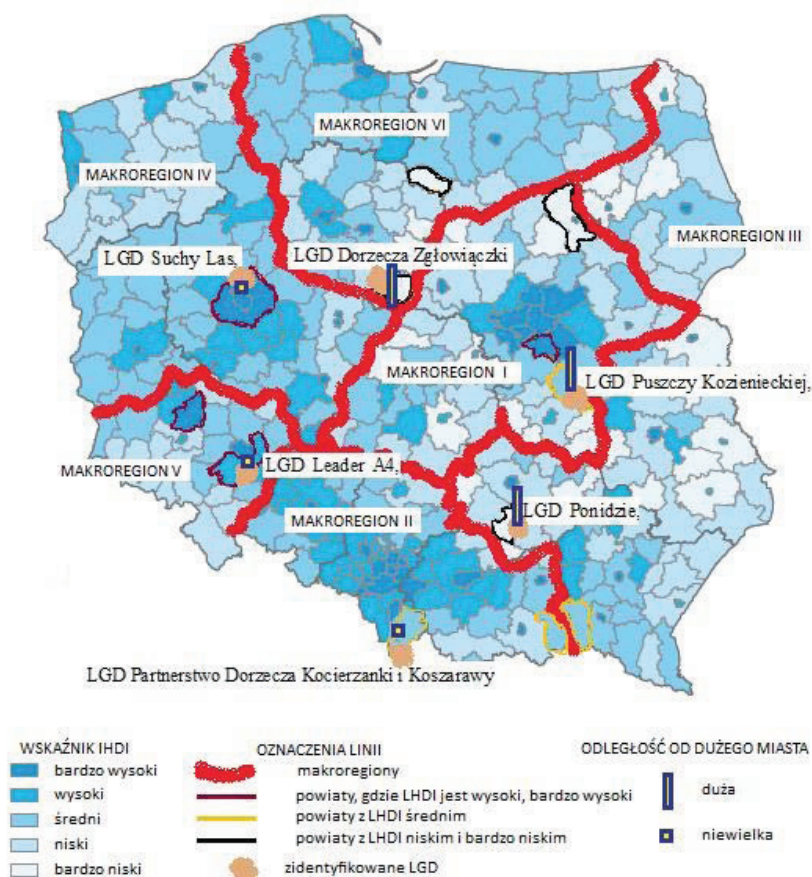 MAKROREGION VI
MAKROREGION IV
MAKROREGION III
LGD Suchy Las,
LGD Dorzecza Zgłowiączki
MAKROREGION I
LGD Puszczy Kozienieckiej,
MAKROREGION V
LGD Leader A4,
MAKROREGION II
LGD Ponidzie,
LGD Partnerstwo Dorzecza Kocierzanki i Koszarawy
WSKAŹNIK IHDI
bardzo wysoki
wysoki
średni
niski
bardzo niski
OZNACZENIA LINII
makroregiony
powiaty, gdzie LHDI jest wysoki, bardzo wysoki
powiaty z LHDI średnim
powiaty z LHDI niskim i bardzo niskim
zidentyfikowane LGD
ODLEGŁOŚĆ OD DUŻEGO MIASTA
duża
niewielka